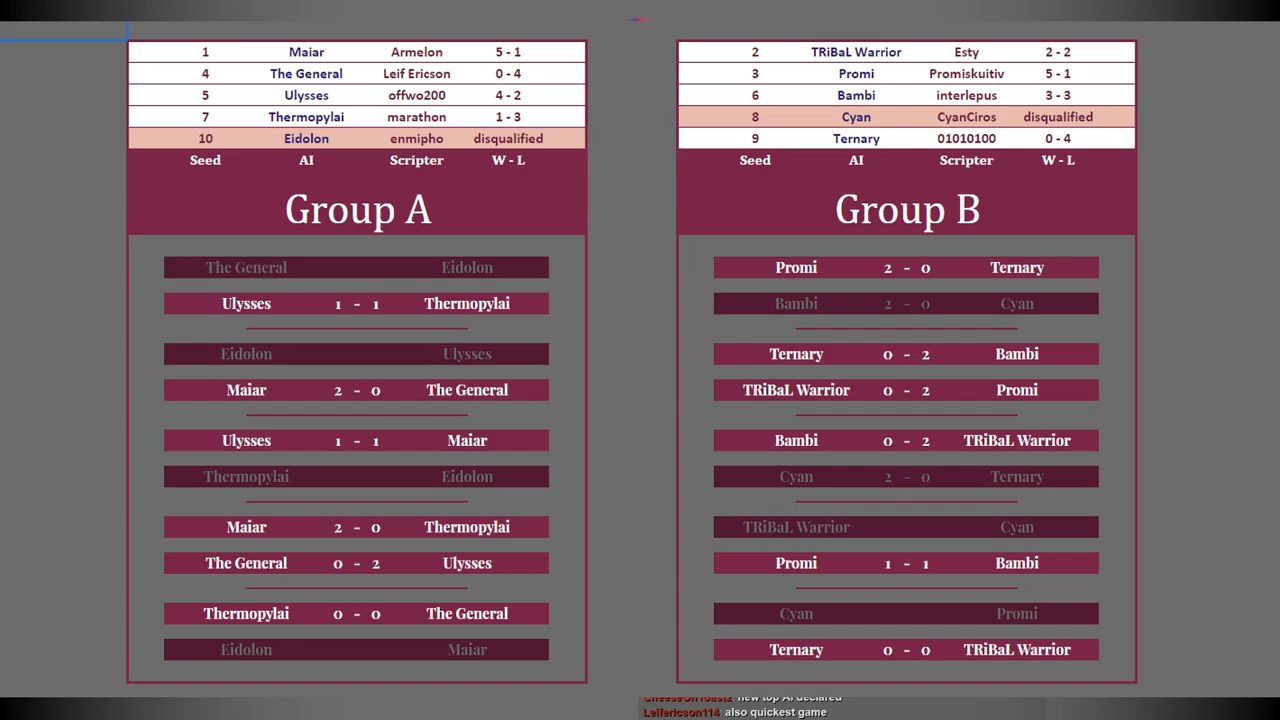 1 Maiar Armelon 5 - 1
4 The General Leif Ericson 0 - 4
5 Ulysses offwo200 4 - 2
7 Thermopylai marathon 1 - 3
10 Eidolon enmipho disqualified
Seed AI Scripter W - L
Group A
The General Eidolon
Ulysses 1 - 1 Thermopylai
Eidolon Ulysses
Maiar 2 - 0 The General
Ulysses 1 - 1 Maiar
Thermopylai Eidolon
Maiar 2 - 0 Thermopylai
The General 0 - 2 Ulysses
Thermopylai 0 - 0 The General
Eidolon Maiar
2 TRiBaL Warrior Esty 2 - 2
3 Promi Promiskuitiv 5 - 1
6 Bambi interlepus 3 - 3
8 Cyan CyanCiros disqualified
9 Ternary 01010100 0 - 4
Seed AI Scripter W - L
Group B
Promi 2 - 0 Ternary
Bambi 2 - 0 Cyan
Ternary 0 - 2 Bambi
TRiBaL Warrior 0 - 2 Promi
Bambi 0 - 2 TRiBaL Warrior
Cyan 2 - 0 Ternary
TRiBaL Warrior Cyan
Promi 1 - 1 Bambi
Cyan Promi
Ternary 0 - 0 TRiBaL Warrior
new top AI declared
Leifericson114 also quickest game